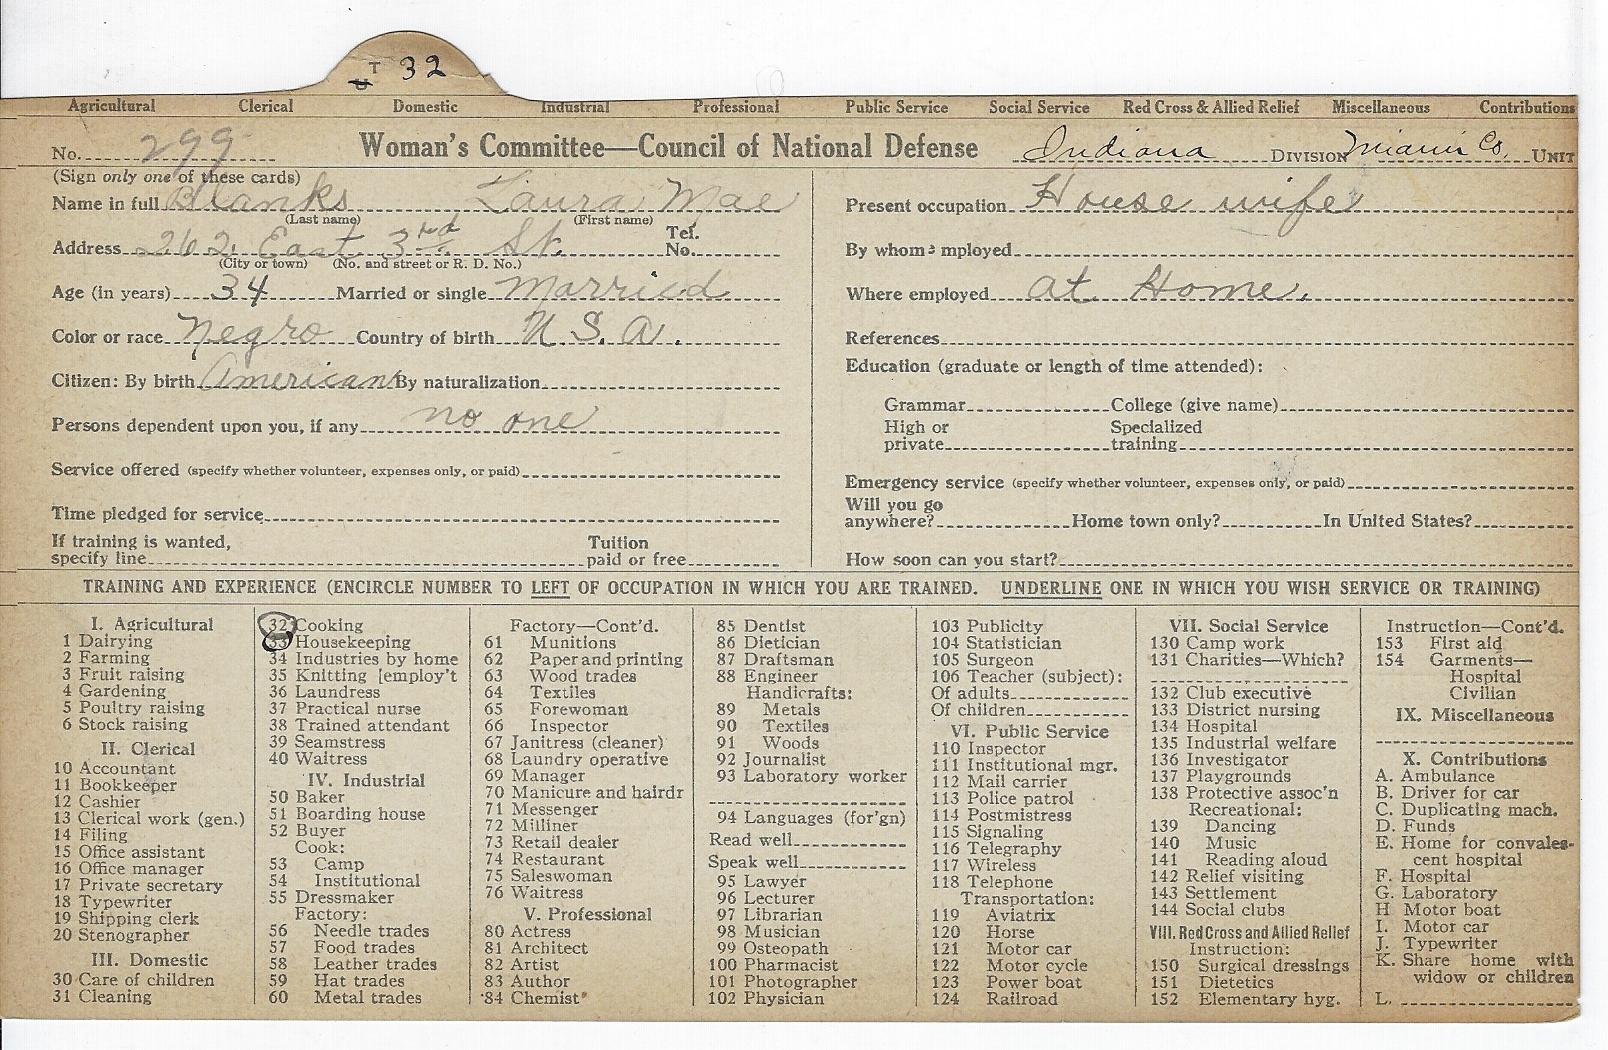 T 32
U
Agricultural Clerical Domestic Industrial Professional Public Service Social Service Red Cross & Allied Relief Miscellaneous Contributions
No. 299 Woman's Committee—Council of National Defense Indiana DIVISION Miami Co. UNIT
(Sign only one of these cards)
Name in full Blanks Laura Mae
(Last name) (First name)
Address 262 East 3rd St. Tel. No.
(City or town) (No. and street or R. D. No.)
Age (in years) 34 Married or single Married
Color or race Negro Country of birth U.S.A.
Citizen: By birth American By naturalization
Persons dependent upon you, if any no one
Service offered (specify whether volunteer, expenses only, or paid)
Time pledged for service
If training is wanted,
specify line Tuition paid or free
Present occupation House wife
By whom employed
Where employed at Home.
References
Education (graduate or length of time attended):
Grammar College (give name)
High or private Specialized training
Emergency service (specify whether volunteer, expenses only, or paid)
Will you go
anywhere? Home town only? In United States?
How soon can you start?
TRAINING AND EXPERIENCE (ENCIRCLE NUMBER TO LEFT OF OCCUPATION IN WHICH YOU ARE TRAINED. UNDERLINE ONE IN WHICH YOU WISH SERVICE OR TRAINING)
I. Agricultural
1 Dairying
2 Farming
3 Fruit raising
4 Gardening
5 Poultry raising
6 Stock raising
II. Clerical
10 Accountant
11 Bookkeeper
12 Cashier
13 Clerical work (gen.)
14 Filing
15 Office assistant
16 Office manager
17 Private secretary
18 Typewriter
19 Shipping clerk
20 Stenographer
III. Domestic
30 Care of children
31 Cleaning
32 Cooking
33 Housekeeping
34 Industries by home
35 Knitting [employ't
36 Laundress
37 Practical nurse
38 Trained attendant
39 Seamstress
40 Waitress
IV. Industrial
50 Baker
51 Boarding house
52 Buyer
Cook:
53 Camp
54 Institutional
55 Dressmaker
Factory:
56 Needle trades
57 Food trades
58 Leather trades
59 Hat trades
60 Metal trades
Factory—Cont'd.
61 Munitions
62 Paper and printing
63 Wood trades
64 Textiles
65 Forewoman
66 Inspector
67 Janitress (cleaner)
68 Laundry operative
69 Manager
70 Manicure and hairdr
71 Messenger
72 Milliner
73 Retail dealer
74 Restaurant
75 Saleswoman
76 Waitress
V. Professional
80 Actress
81 Architect
82 Artist
83 Author
84 Chemist
85 Dentist
86 Dietician
87 Draftsman
88 Engineer
Handicrafts:
89 Metals
90 Textiles
91 Woods
92 Journalist
93 Laboratory worker
94 Languages (for'gn)
Read well
Speak well
95 Lawyer
96 Lecturer
97 Librarian
98 Musician
99 Osteopath
100 Pharmacist
101 Photographer
102 Physician
103 Publicity
104 Statistician
105 Surgeon
106 Teacher (subject):
Of adults
Of children
VI. Public Service
110 Inspector
111 Institutional mgr.
112 Mail carrier
113 Police patrol
114 Postmistress
115 Signaling
116 Telegraphy
117 Wireless
118 Telephone
Transportation:
119 Aviatrix
120 Horse
121 Motor car
122 Motor cycle
123 Power boat
124 Railroad
VII. Social Service
130 Camp work
131 Charities—Which?
132 Club executive
133 District nursing
134 Hospital
135 Industrial welfare
136 Investigator
137 Playgrounds
138 Protective assoc'n
Recreational:
139 Dancing
140 Music
141 Reading aloud
142 Relief visiting
143 Settlement
144 Social clubs
VIII. Red Cross and Allied Relief
Instruction:
150 Surgical dressings
151 Dietetics
152 Elementary hyg.
Instruction—Cont'd.
153 First aid
154 Garments—
Hospital
Civilian
IX. Miscellaneous
X. Contributions
A. Ambulance
B. Driver for car
C. Duplicating mach.
D. Funds
E. Home for convales-
cent hospital
F. Hospital
G. Laboratory
H Motor boat
I. Motor car
J. Typewriter
K. Share home with
widow or children
L.